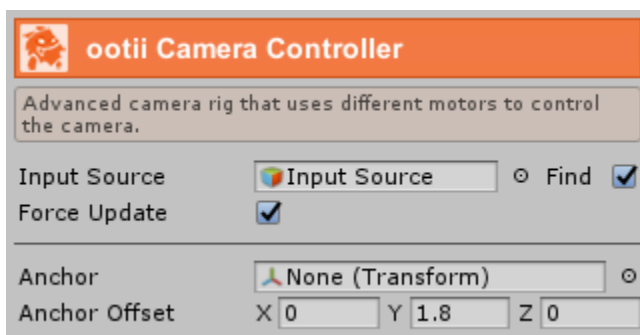 ootii Camera Controller
Advanced camera rig that uses different motors to control
the camera.
Input Source Input Source Find
Force Update
Anchor None (Transform)
Anchor Offset X 0 Y 1.8 Z 0